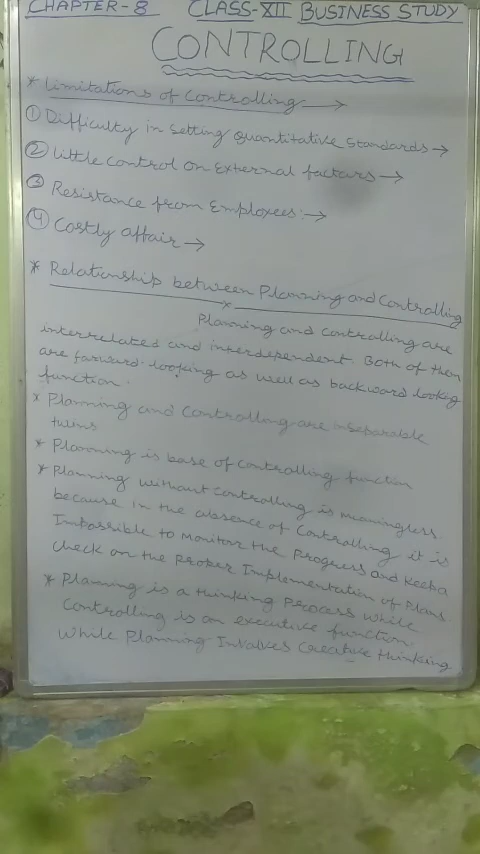 CHAPTER-8 CLASS-XII BUSINESS STUDY
CONTROLLING
* Limitations of Controlling →
① Difficulty in Setting Quantitative Standards →
② Little control on External factors →
③ Resistance from Employees :→
④ Costly affair →
* Relationship between Planning and Controlling
Planning and Controlling are
interrelated and interdependent. Both of them
are forward-looking as well as backward looking
function.
* Planning and Controlling are inseparable
twins
* Planning is base of Controlling function
* Planning without Controlling is meaningless
because in the absence of Controlling it is
Impossible to monitor the Progress and Keep a
check on the Proper Implementation of Plans.
* Planning is a thinking process while
Controlling is an executive function.
While Planning Involves Creative thinking